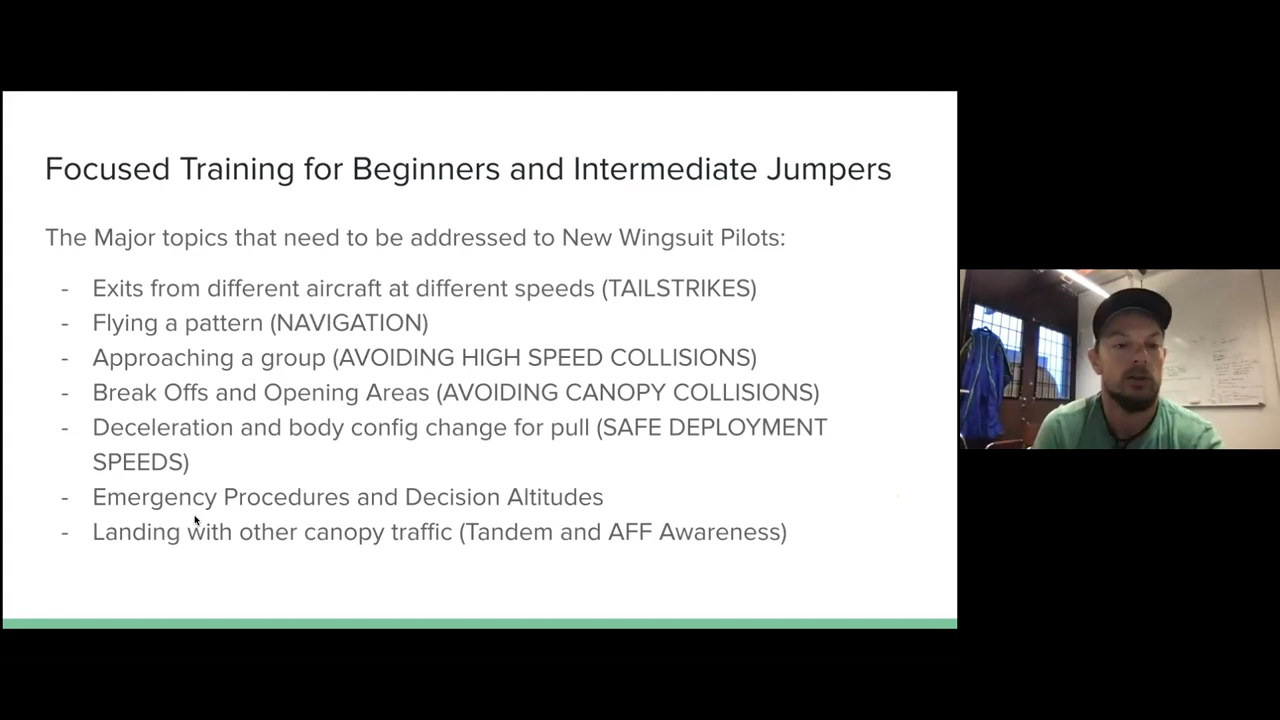 Focused Training for Beginners and Intermediate Jumpers
The Major topics that need to be addressed to New Wingsuit Pilots:
- Exits from different aircraft at different speeds (TAILSTRIKES)
- Flying a pattern (NAVIGATION)
- Approaching a group (AVOIDING HIGH SPEED COLLISIONS)
- Break Offs and Opening Areas (AVOIDING CANOPY COLLISIONS)
- Deceleration and body config change for pull (SAFE DEPLOYMENT
SPEEDS)
- Emergency Procedures and Decision Altitudes
- Landing with other canopy traffic (Tandem and AFF Awareness)